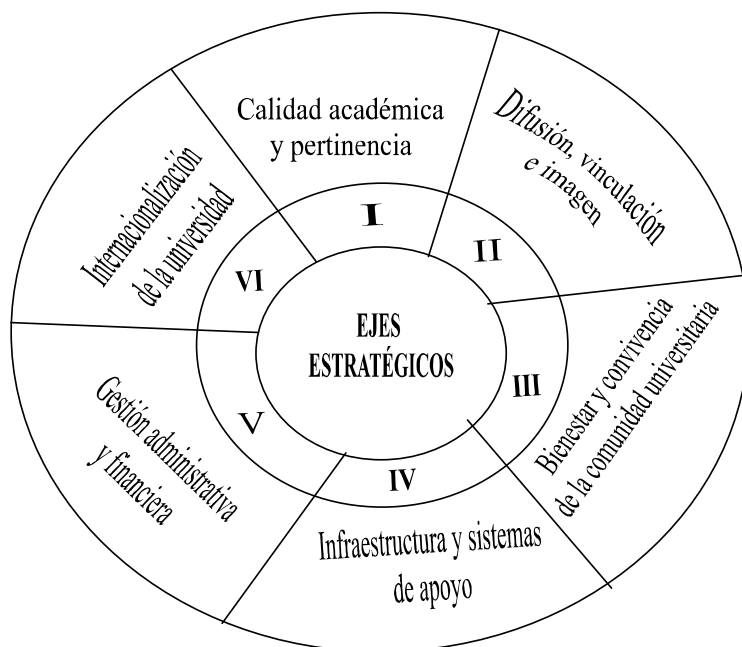 EJES
ESTRATÉGICOS
I
Calidad académica
y pertinencia
II
Difusión, vinculación
e imagen
III
Bienestar y convivencia
de la comunidad universitaria
IV
Infraestructura y sistemas
de apoyo
V
Gestión administrativa
y financiera
VI
Internacionalización
de la universidad